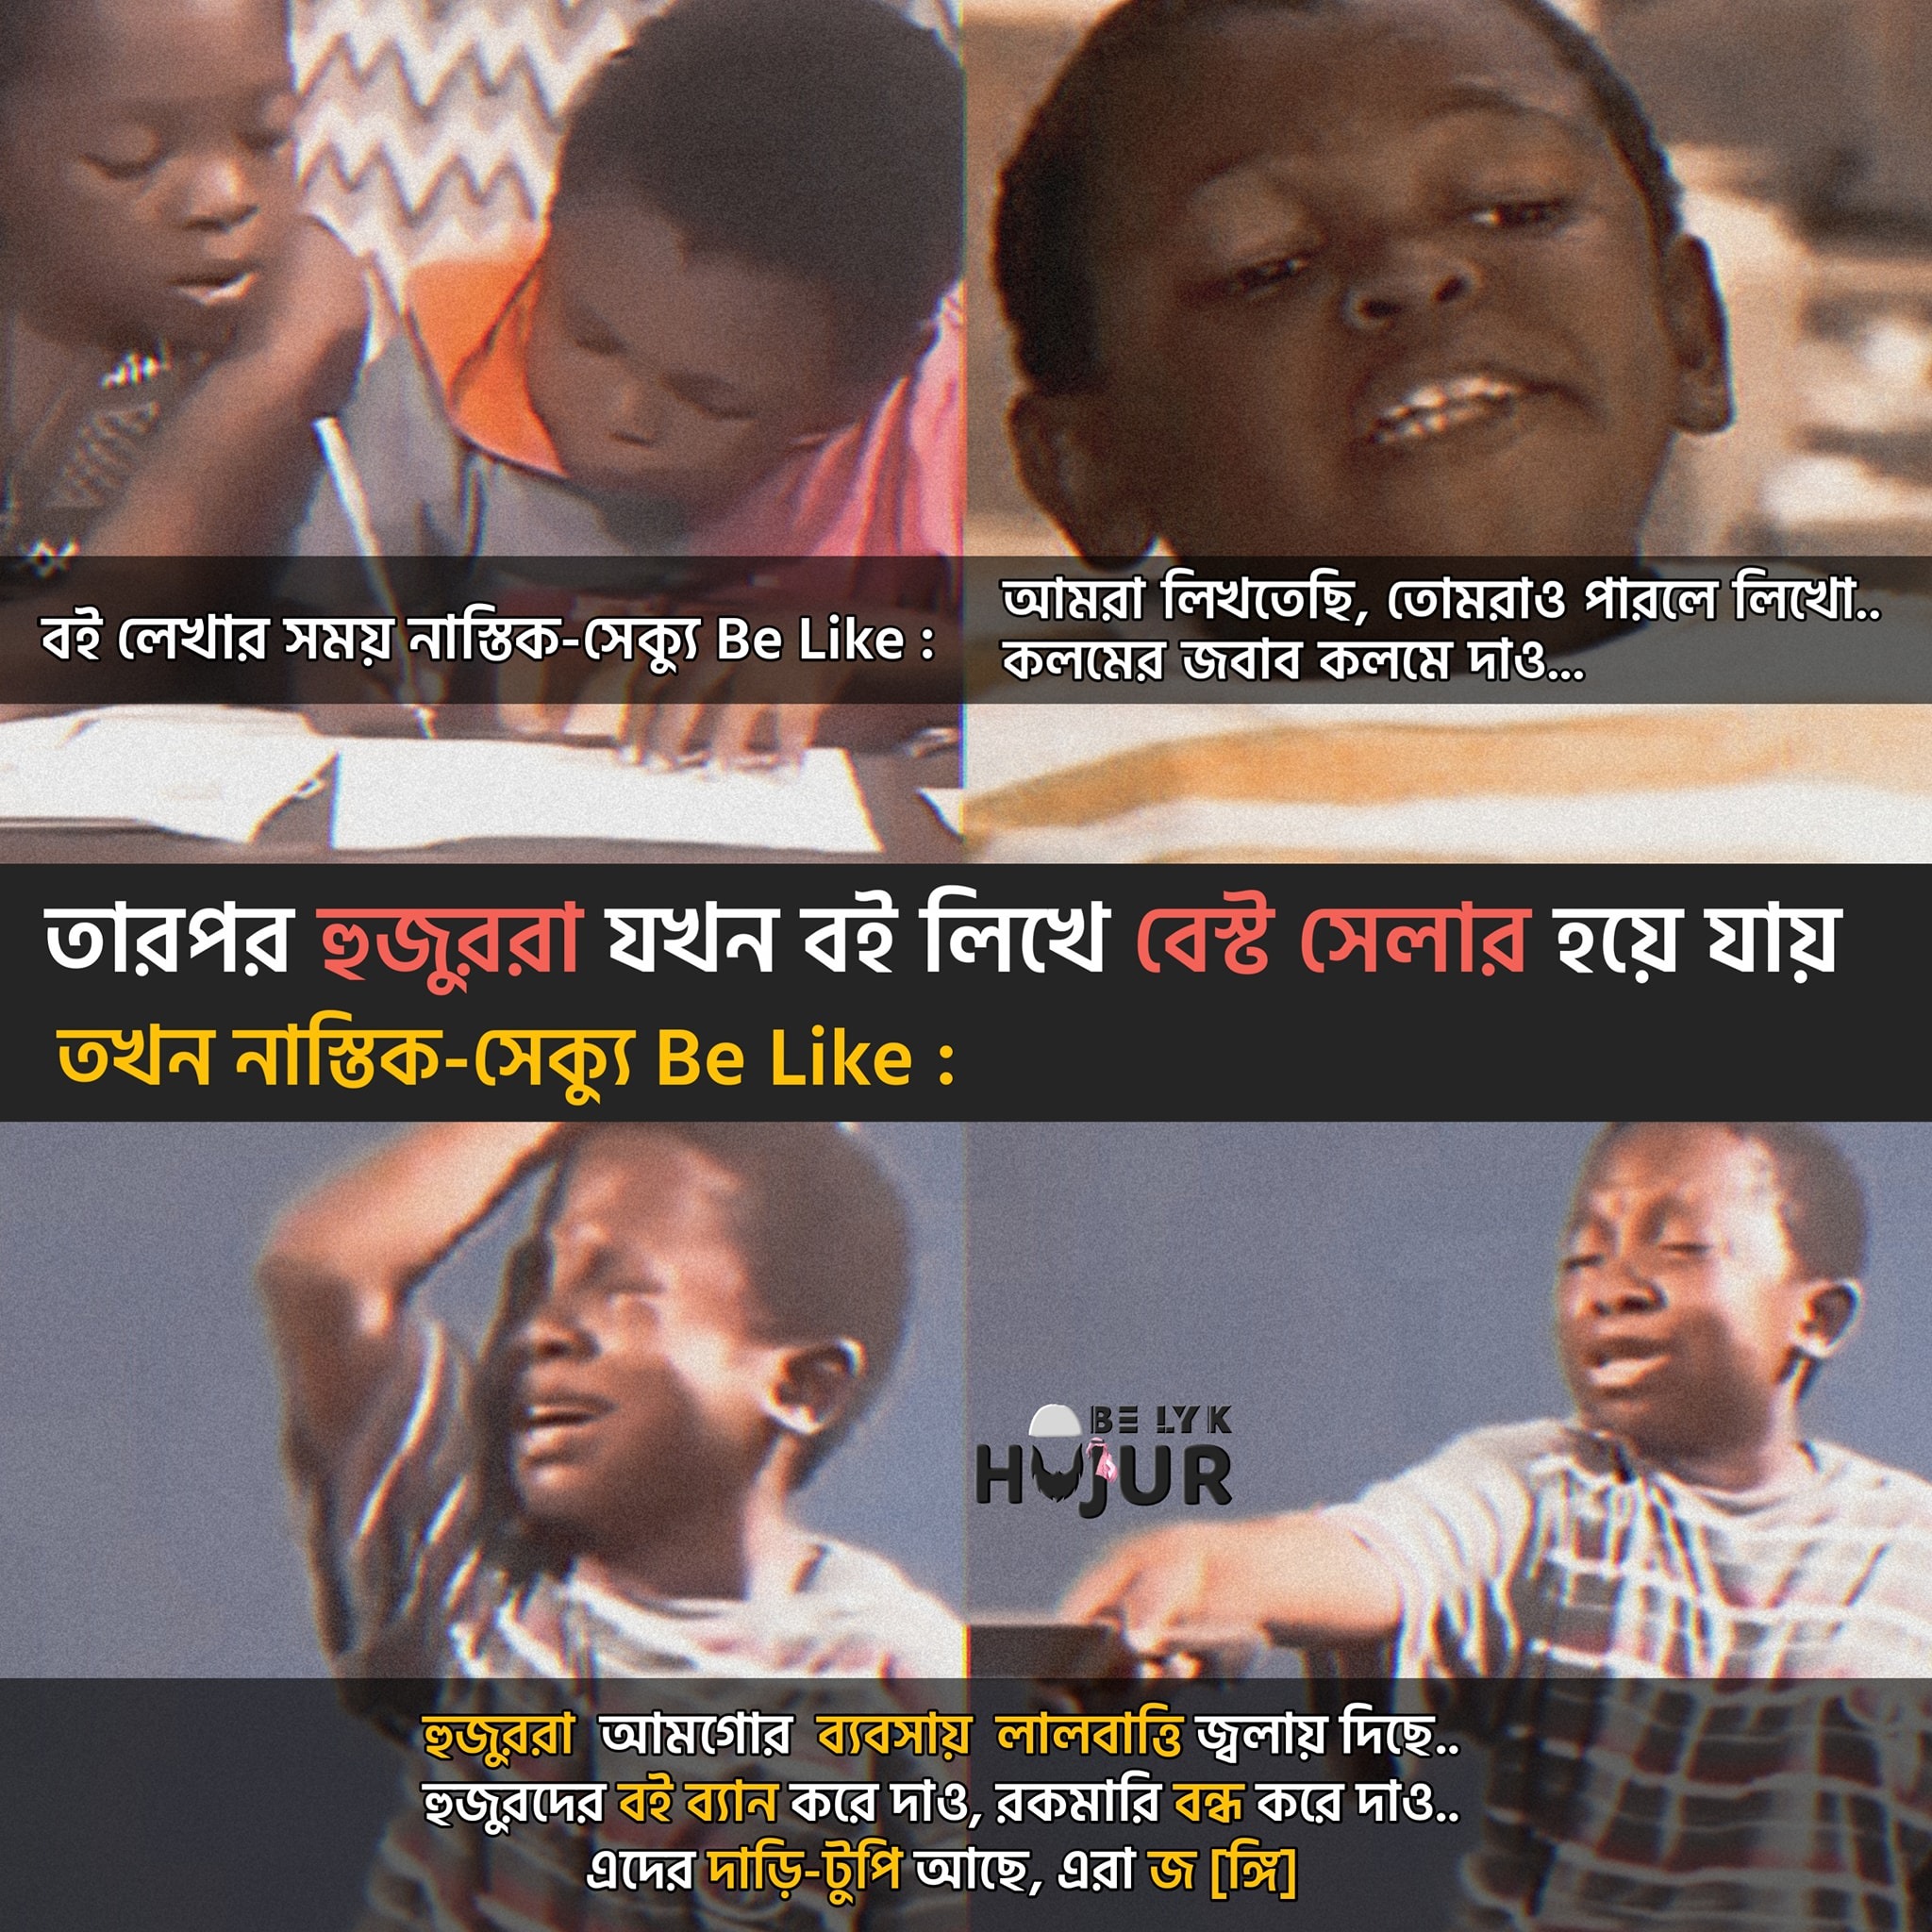 বই লেখার সময় নাস্তিক-সেক্যু Be Like :
আমরা লিখতেছি, তোমরাও পারলে লিখো..
কলমের জবাব কলমে দাও...
তারপর হুজুররা যখন বই লিখে বেস্ট সেলার হয়ে যায়
তখন নাস্তিক-সেক্যু Be Like :
BE LYK
HUJUR
হুজুররা আমগোর ব্যবসায় লালবাত্তি জ্বলায় দিছে..
হুজুরদের বই ব্যান করে দাও, রকমারি বন্ধ করে দাও..
এদের দাড়ি-টুপি আছে, এরা জ [ঙ্গি]